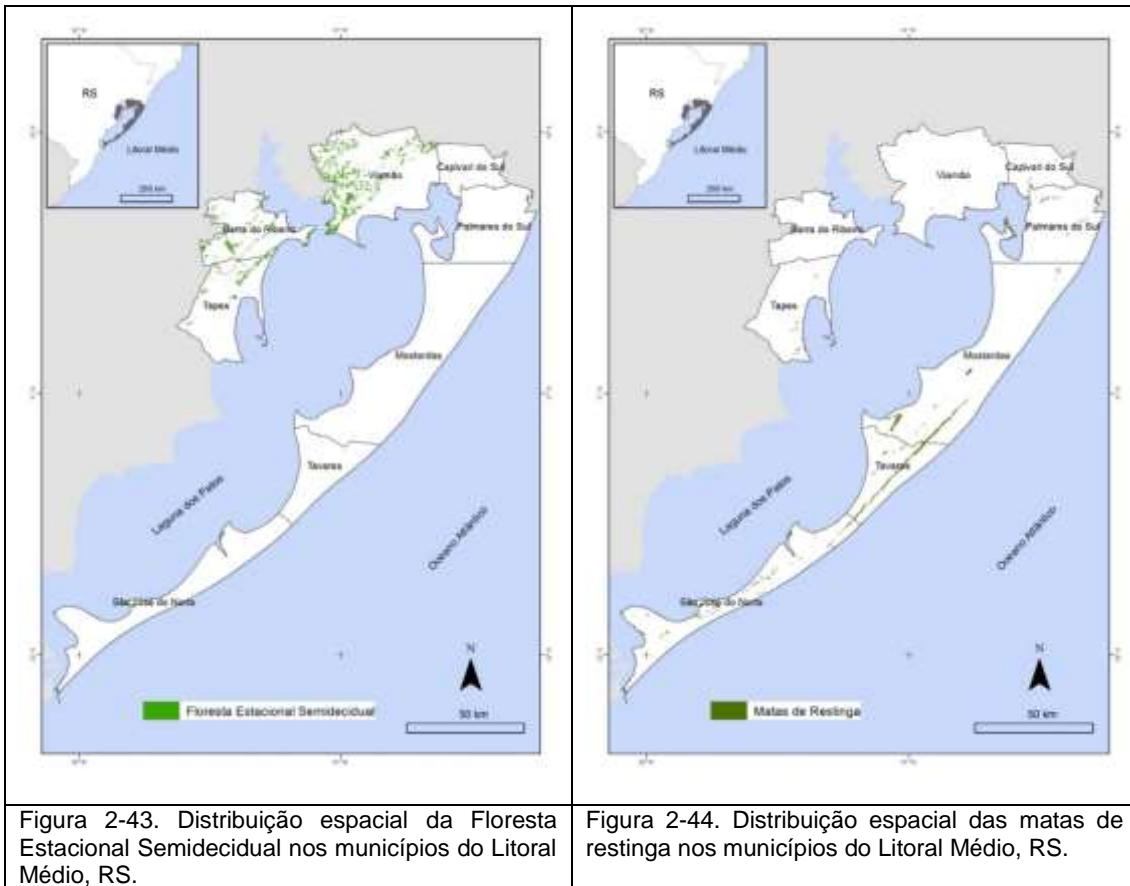 RS
Litoral Médio
200 km
Viamão
Capivari do Sul
Barra do Ribeiro
Palmares do Sul
Tapes
Mostardas
Tavares
Laguna dos Patos
Oceano Atlântico
São José do Norte
N
Floresta Estacional Semidecidual
50 km
RS
Litoral Médio
200 km
Viamão
Capivari do Sul
Barra do Ribeiro
Palmares do Sul
Tapes
Mostardas
Tavares
Laguna dos Patos
Oceano Atlântico
São José do Norte
N
Matas de Restinga
50 km
Figura 2-43. Distribuição espacial da Floresta
Estacional Semidecidual nos municípios do Litoral
Médio, RS.
Figura 2-44. Distribuição espacial das matas de
restinga nos municípios do Litoral Médio, RS.